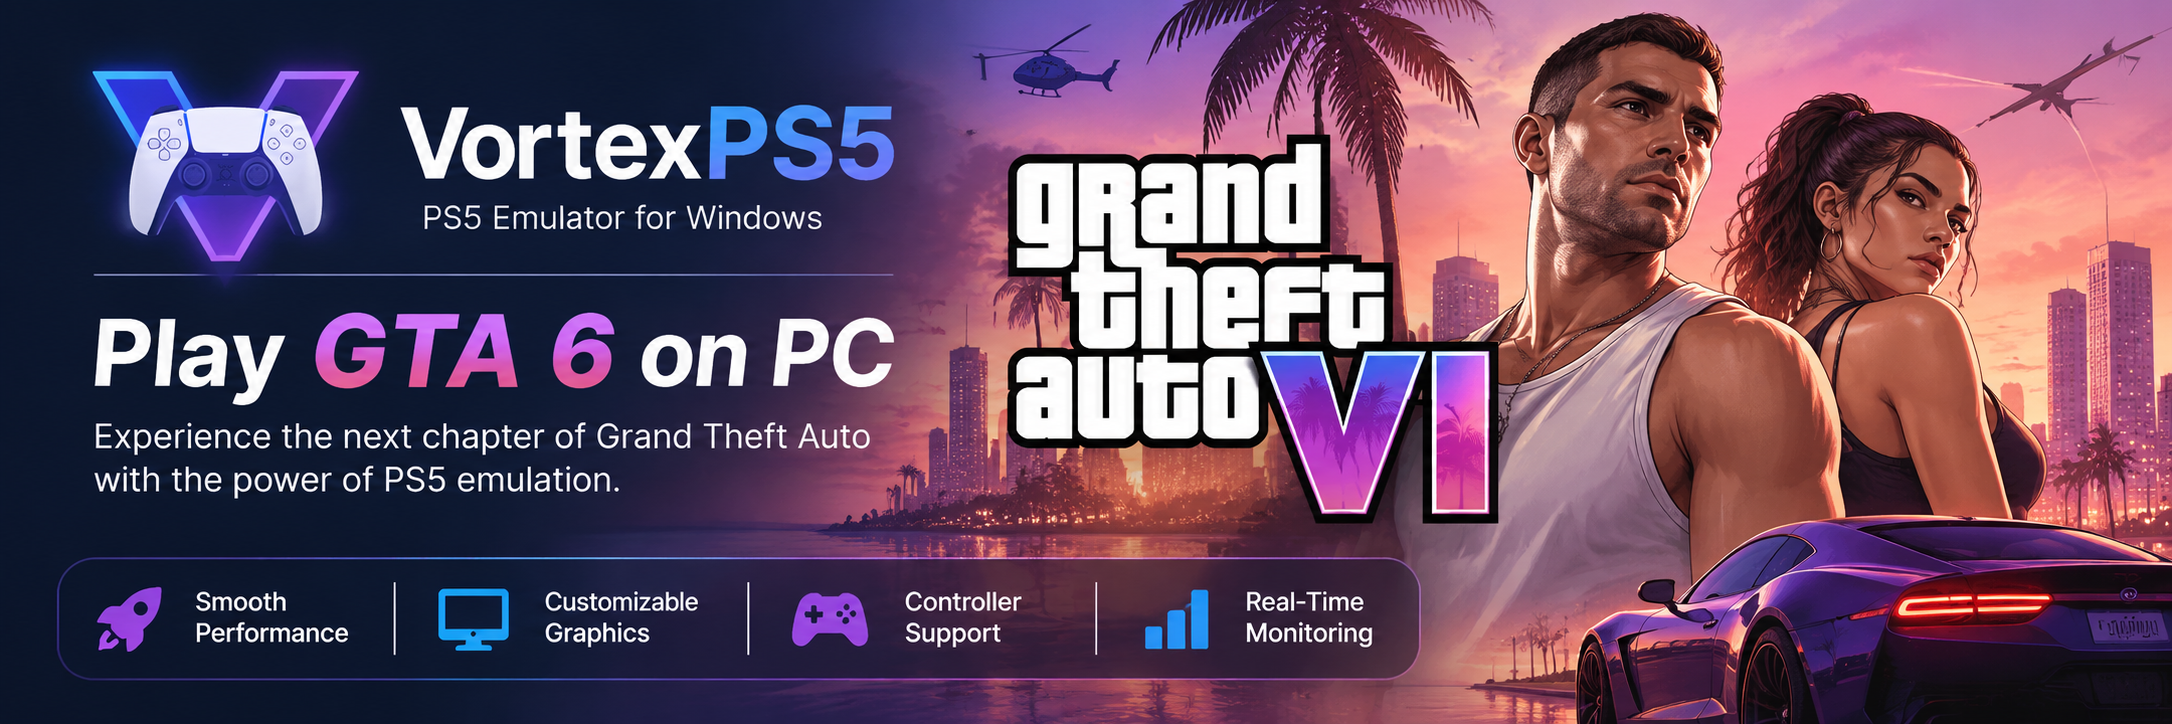 VortexPS5
PS5 Emulator for Windows
Play GTA 6 on PC
Experience the next chapter of Grand Theft Auto
with the power of PS5 emulation.
grand
theft
auto VI
Smooth
Performance
Customizable
Graphics
Controller
Support
Real-Time
Monitoring